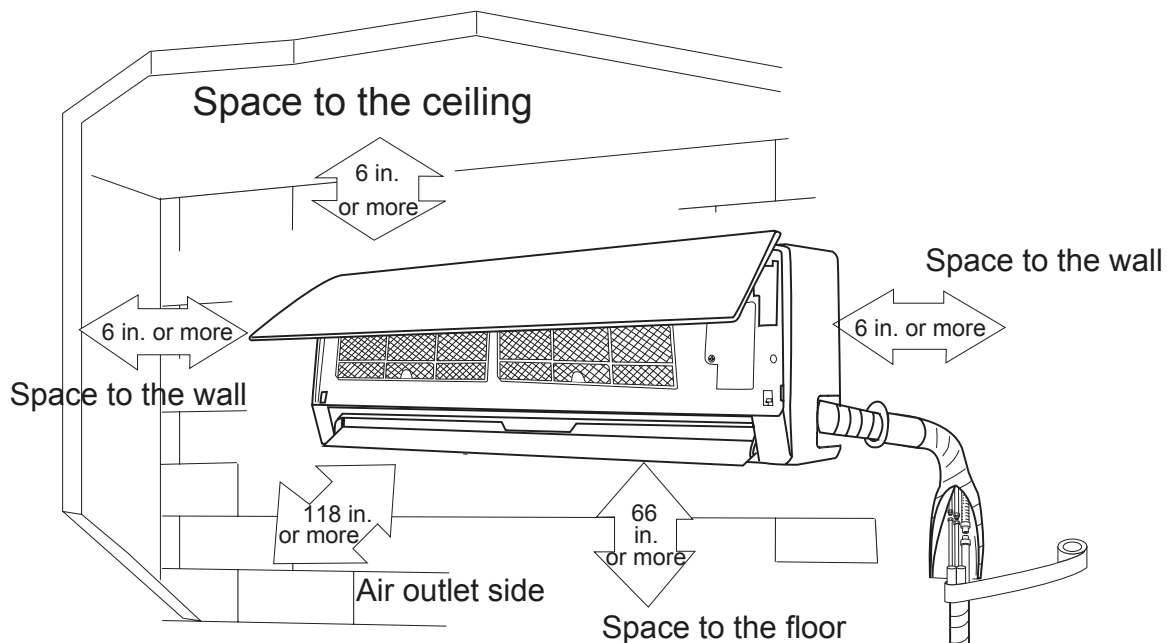 Space to the ceiling
6 in.
or more
Space to the wall
6 in. or more
6 in. or more
Space to the wall
118 in.
or more
66
in.
or more
Air outlet side
Space to the floor